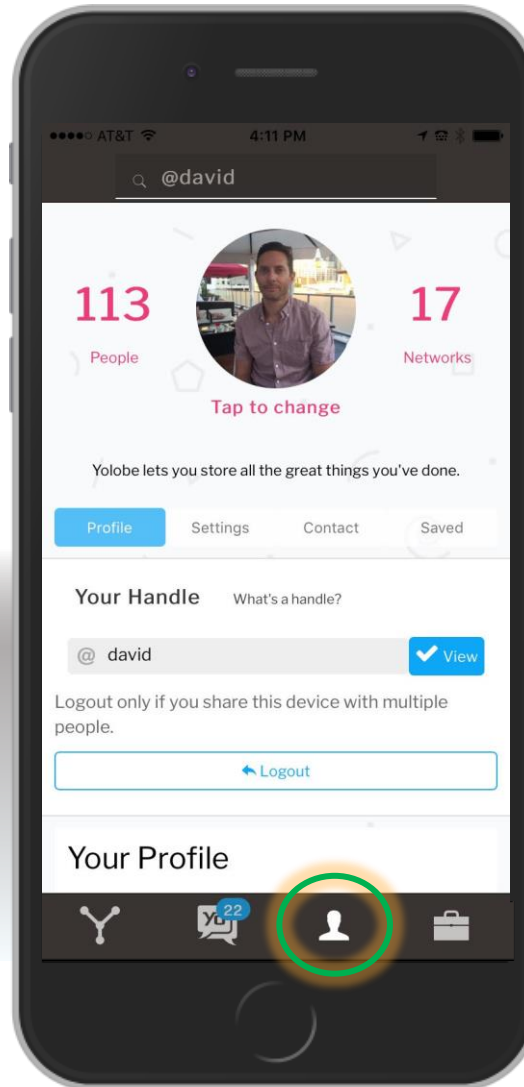 AT&T 4:11 PM
@david
113 17
People Networks
Tap to change
Yolobe lets you store all the great things you've done.
Profile Settings Contact Saved
Your Handle What's a handle?
@ david View
Logout only if you share this device with multiple
people.
Logout
Your Profile
Yo 22